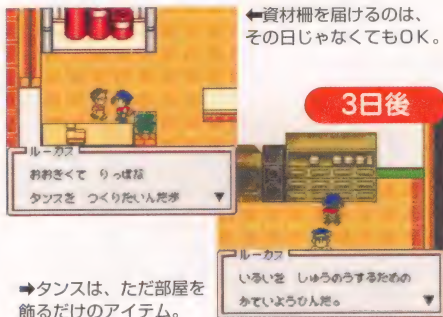 ←資材柵を届けるのは、
その日じゃなくてもOK。
ルーカス
おおきくて りっぱな
タンスを つくりたいんだが ▼
3日後
ルーカス
いるいを しゅうのうするための
かていようひんだ。 ▼
→タンスは、ただ部屋を
飾るだけのアイテム。